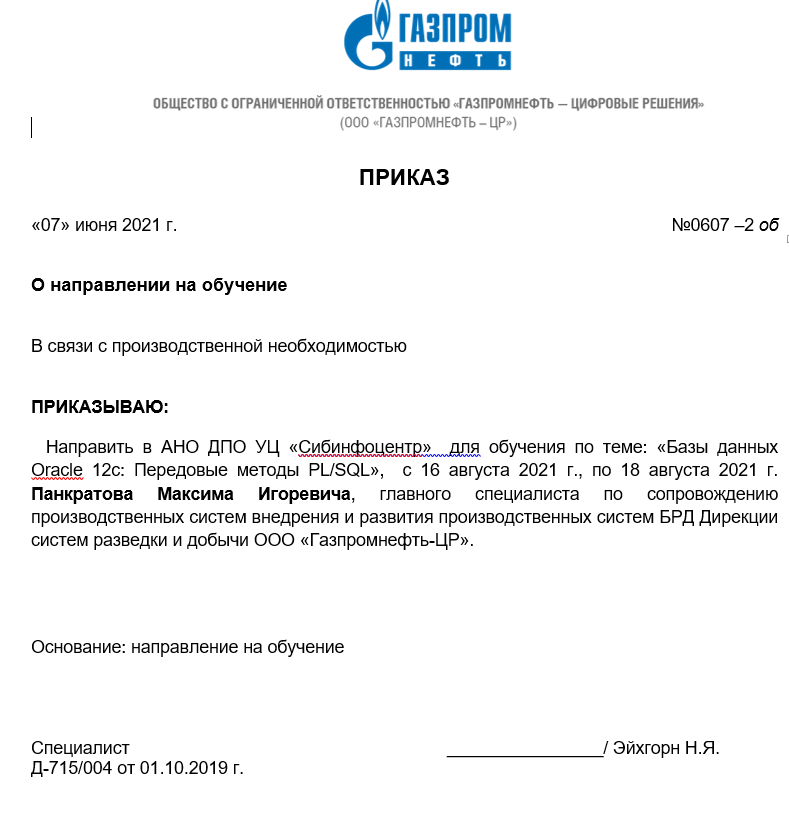 ГАЗПРОМ
НЕФТЬ
ОБЩЕСТВО С ОГРАНИЧЕННОЙ ОТВЕТСТВЕННОСТЬЮ «ГАЗПРОМНЕФТЬ — ЦИФРОВЫЕ РЕШЕНИЯ»
(ООО «ГАЗПРОМНЕФТЬ – ЦР»)
ПРИКАЗ
«07» июня 2021 г. №0607 –2 об
О направлении на обучение
В связи с производственной необходимостью
ПРИКАЗЫВАЮ:
Направить в АНО ДПО УЦ «Сибинфоцентр» для обучения по теме: «Базы данных
Oracle 12c: Передовые методы PL/SQL», с 16 августа 2021 г., по 18 августа 2021 г.
Панкратова Максима Игоревича, главного специалиста по сопровождению
производственных систем внедрения и развития производственных систем БРД Дирекции
систем разведки и добычи ООО «Газпромнефть-ЦР».
Основание: направление на обучение
Специалист ________________/ Эйхгорн Н.Я.
Д-715/004 от 01.10.2019 г.